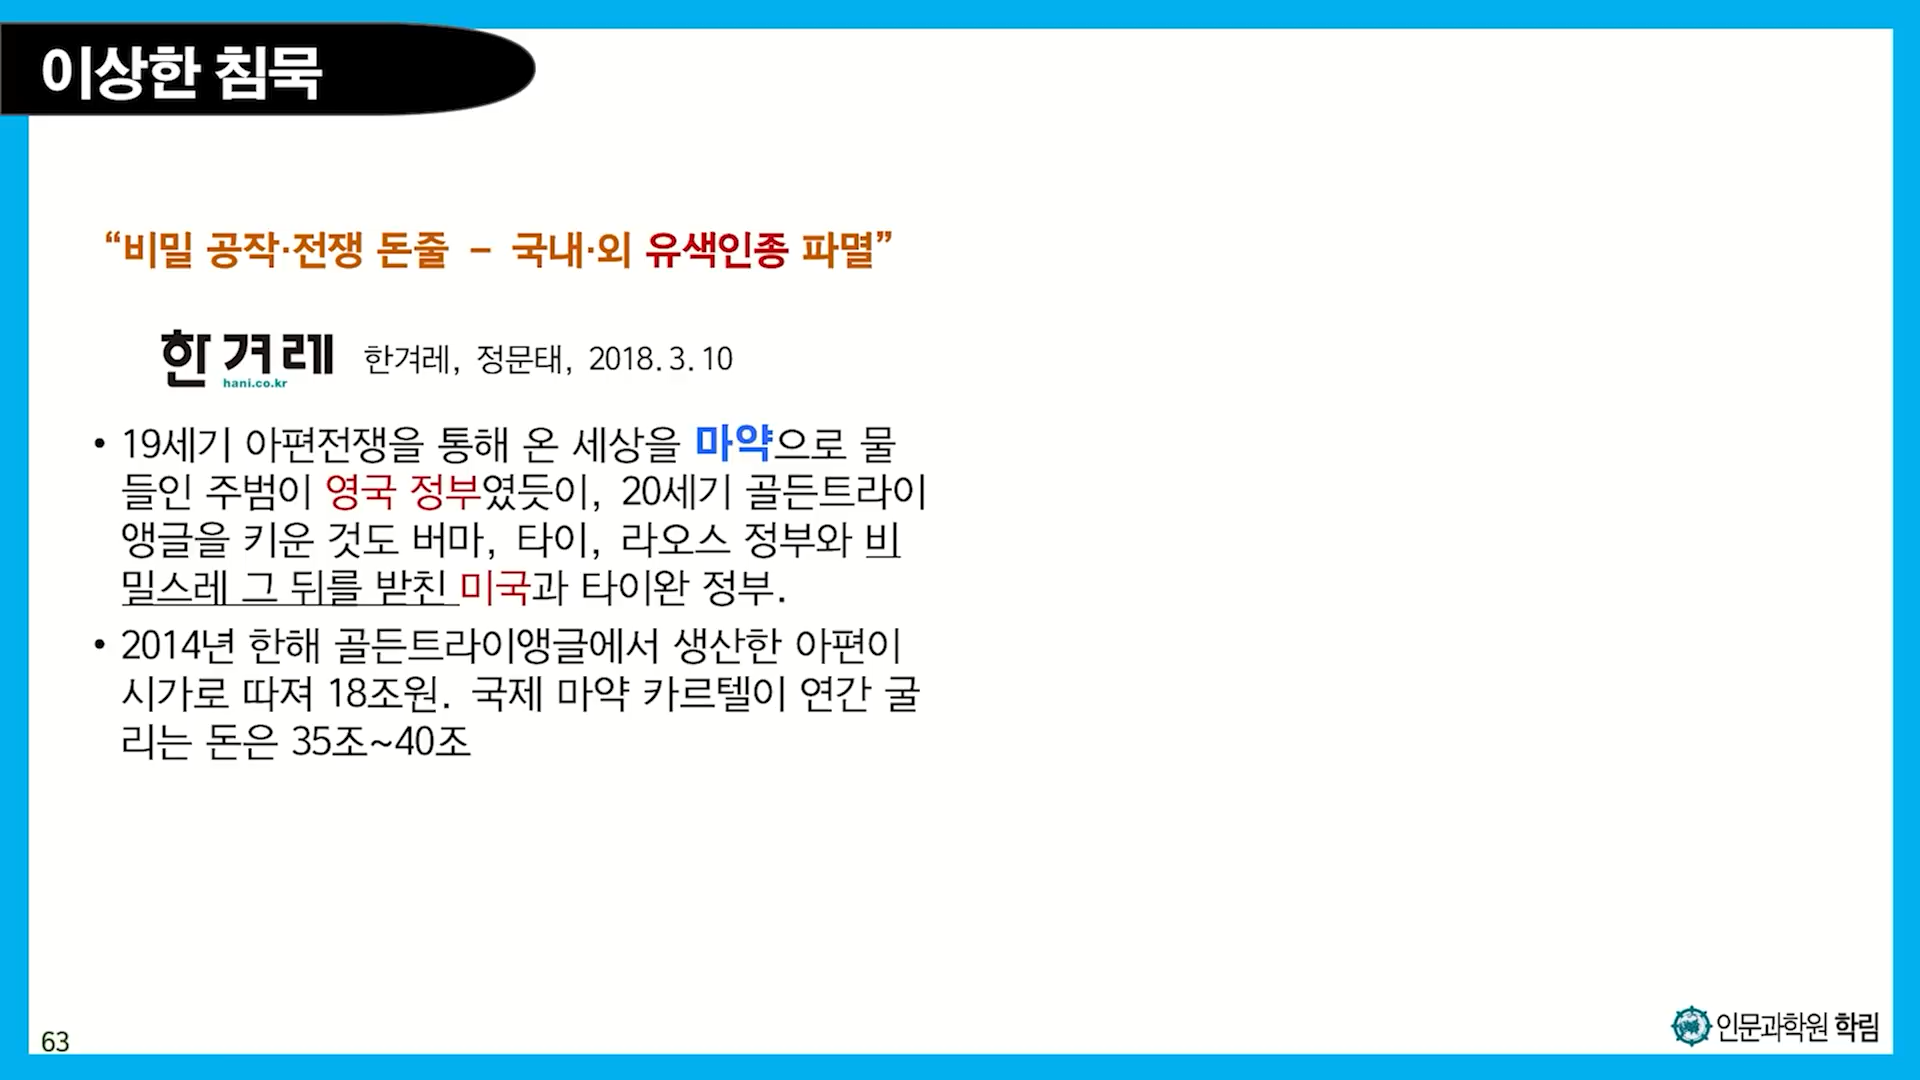 이상한 침묵
“비밀 공작·전쟁 돈줄 – 국내·외 유색인종 파멸”
한겨레 한겨레, 정문태, 2018.3.10
hani.co.kr
• 19세기 아편전쟁을 통해 온 세상을 마약으로 물
들인 주범이 영국 정부였듯이, 20세기 골든트라이
앵글을 키운 것도 버마, 타이, 라오스 정부와 비
밀스레 그 뒤를 받친 미국과 타이완 정부.
• 2014년 한해 골든트라이앵글에서 생산한 아편이
시가로 따져 18조원. 국제 마약 카르텔이 연간 굴
리는 돈은 35조~40조
63
인문과학원 학림